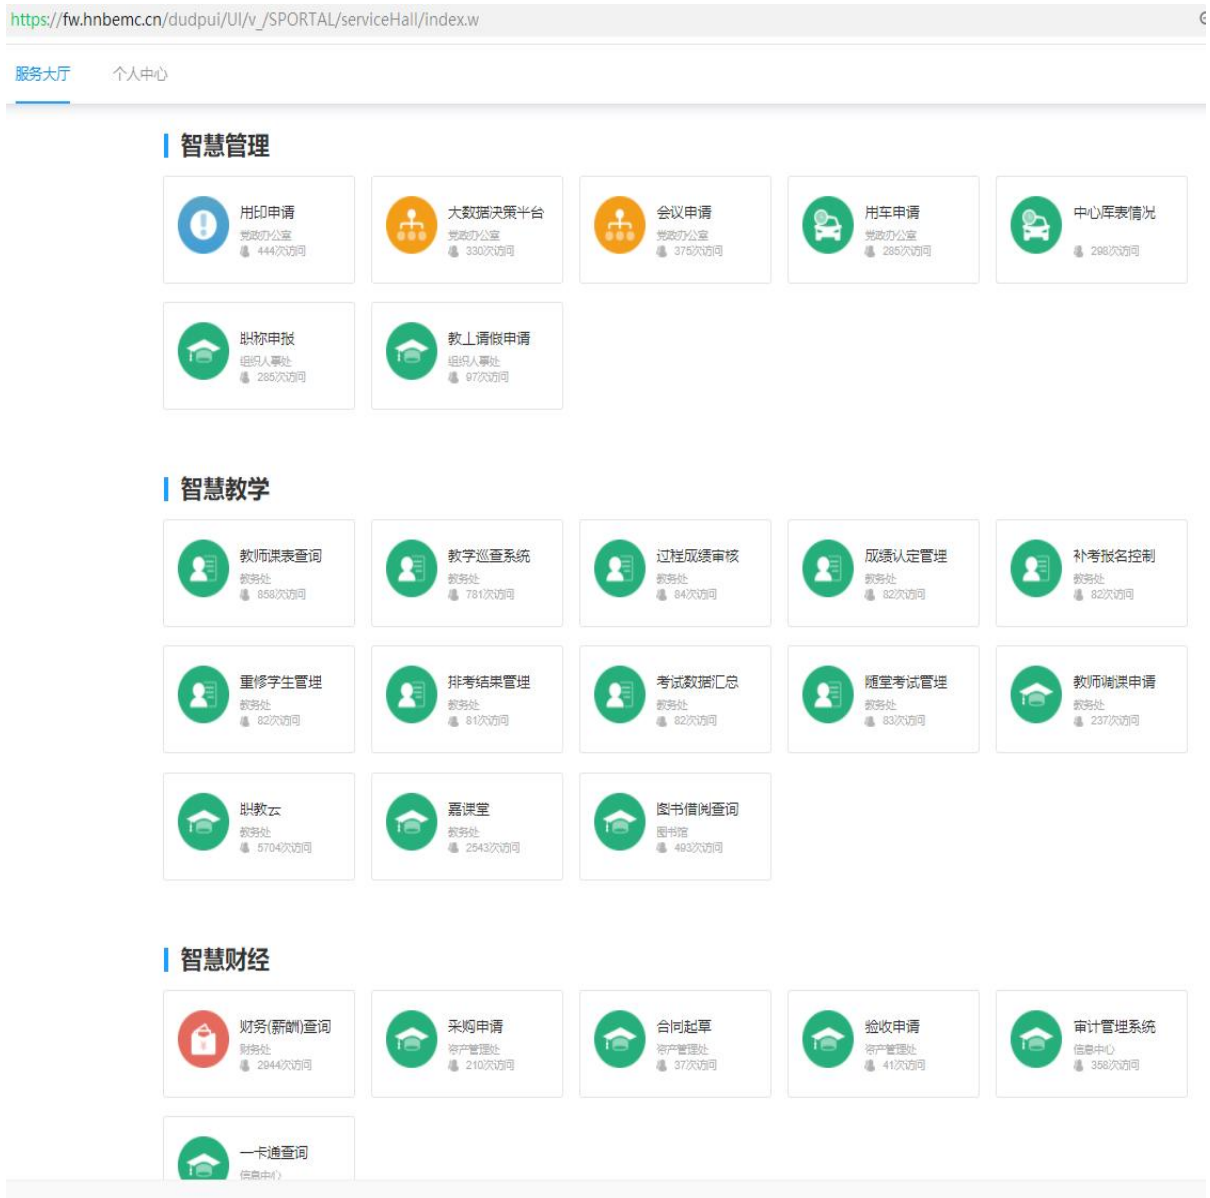 https://fw.hnbemc.cn/dudpui/UI/v_/SPORTAL/serviceHall/index.w
服务大厅 个人中心
智慧管理
用印申请 大数据决策平台 会议申请 用车申请 中心库表情况
党政办公室 党政办公室 党政办公室 党政办公室
444次访问 330次访问 375次访问 285次访问 298次访问
职称申报 教工请假申请
组织人事处 组织人事处
285次访问 97次访问
智慧教学
教师课表查询 教学巡查系统 过程成绩审核 成绩认定管理 补考报名控制
教务处 教务处 教务处 教务处 教务处
858次访问 781次访问 84次访问 82次访问 82次访问
重修学生管理 排考结果管理 考试数据汇总 随堂考试管理 教师调课申请
教务处 教务处 教务处 教务处 教务处
82次访问 81次访问 82次访问 83次访问 237次访问
职教云 嘉课堂 图书借阅查询
教务处 教务处 图书馆
5704次访问 2543次访问 493次访问
智慧财经
财务(薪酬)查询 采购申请 合同起草 验收申请 审计管理系统
财务处 资产管理处 资产管理处 资产管理处 信息中心
2944次访问 210次访问 37次访问 41次访问 358次访问
一卡通查询
信息中心